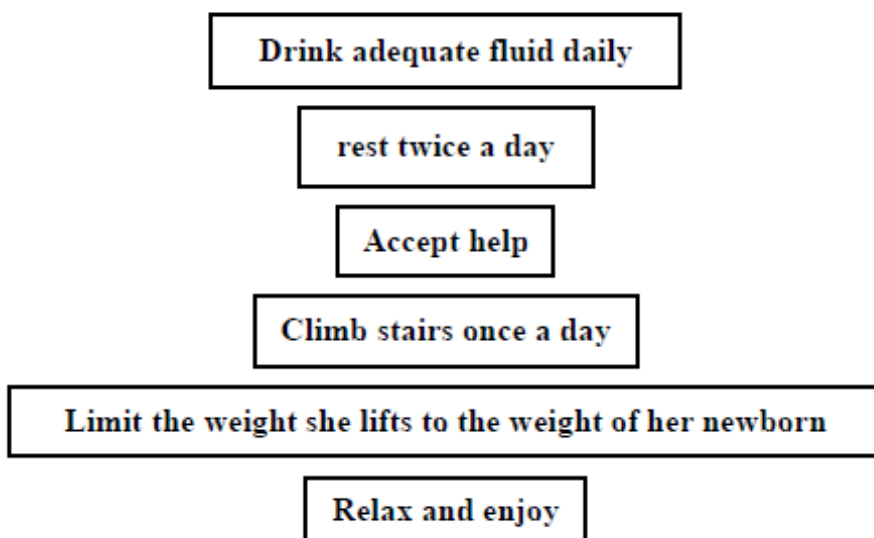 Drink adequate fluid daily
rest twice a day
Accept help
Climb stairs once a day
Limit the weight she lifts to the weight of her newborn
Relax and enjoy